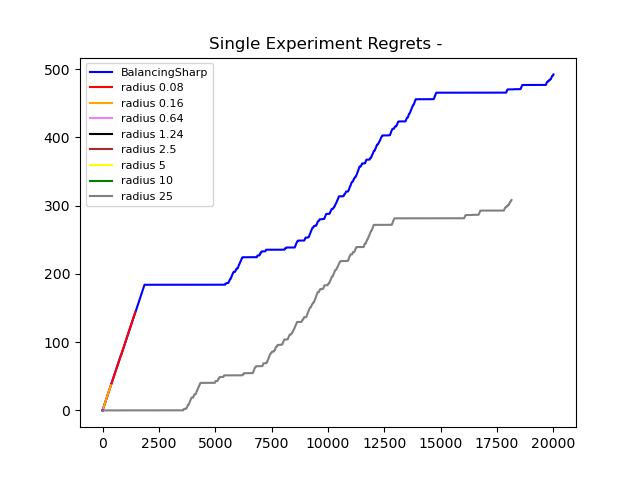 Single Experiment Regrets -
500
400
300
200
100
0
BalancingSharp
radius 0.08
radius 0.16
radius 0.64
radius 1.24
radius 2.5
radius 5
radius 10
radius 25
0 2500 5000 7500 10000 12500 15000 17500 20000